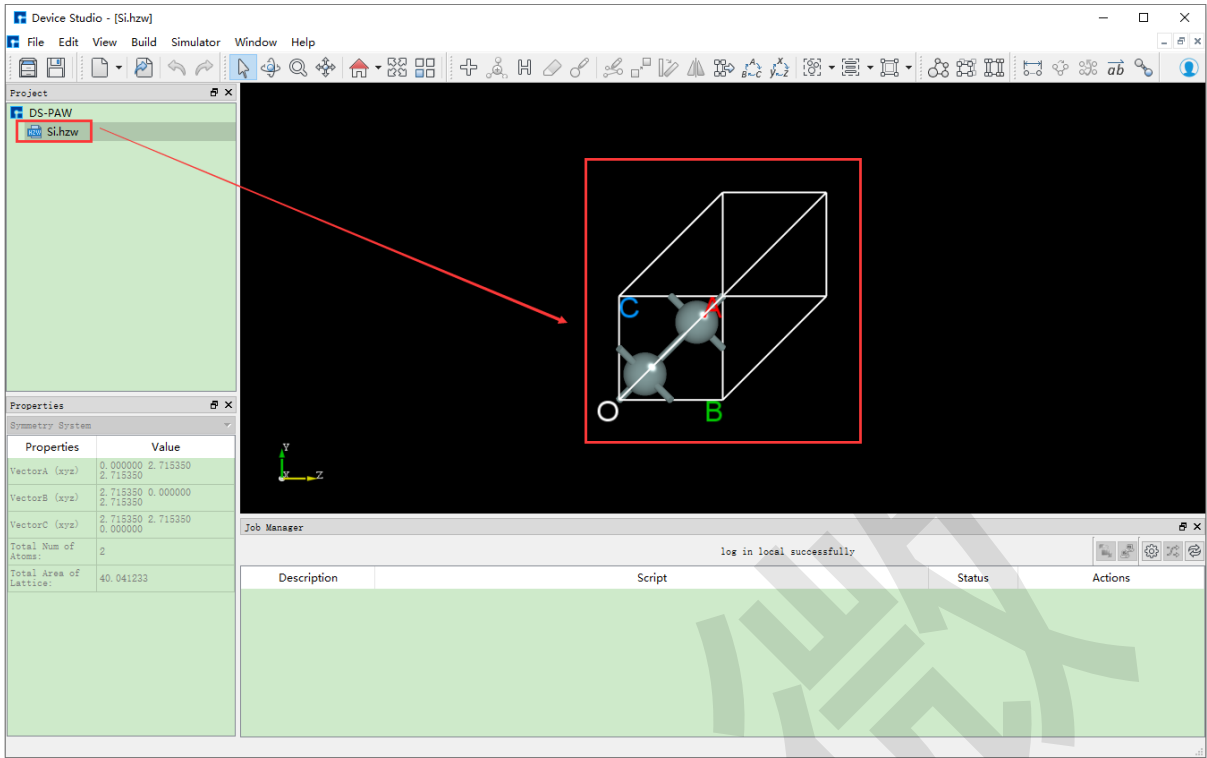 Device Studio - [Si.hzw]
File Edit View Build Simulator Window Help
Project
DS-PAW
Si.hzw
C
A
O
B
Y
X
Z
Properties
Symmetry System
Properties Value
VectorA (xyz) 0.000000 2.715350
2.715350
VectorB (xyz) 2.715350 0.000000
2.715350
VectorC (xyz) 2.715350 2.715350
0.000000
Total Num of
Atoms: 2
Total Area of
Lattice: 40.041233
Job Manager
log in local successfully
Description Script Status Actions